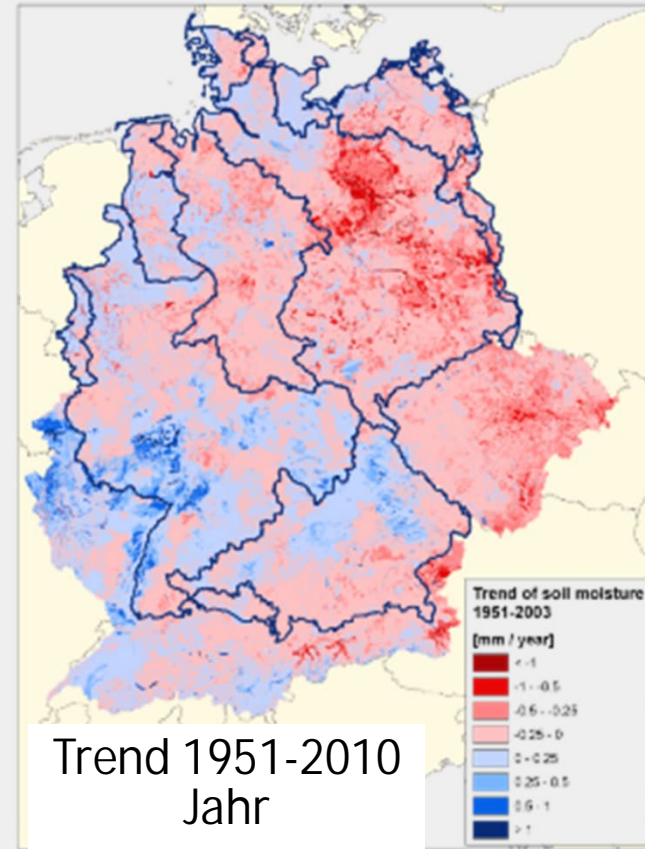 Trend of soil moisture
1951-2003
[mm / year]
< -1
-1 - -0.5
-0.5 - -0.25
-0.25 - 0
0 - 0.25
0.25 - 0.5
0.5 - 1
> 1
Trend 1951-2010
Jahr